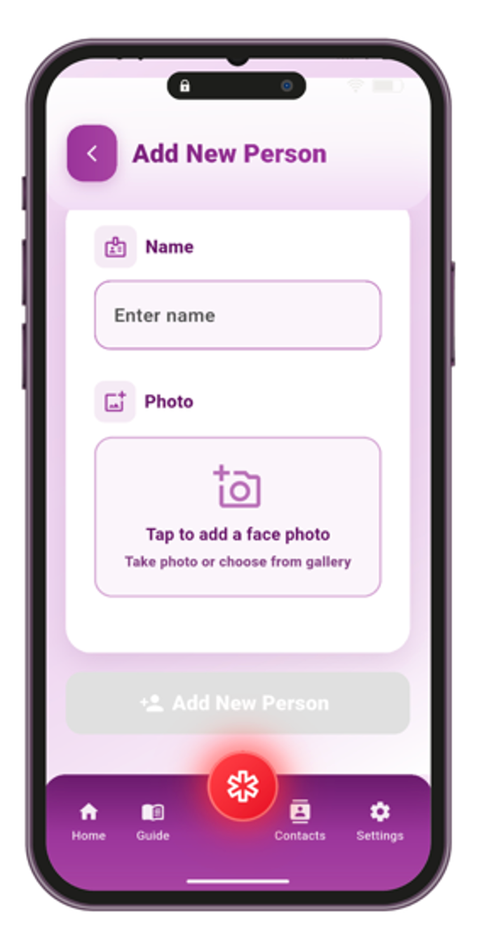 Add New Person
Name
Enter name
Photo
Tap to add a face photo
Take photo or choose from gallery
Add New Person
Home
Guide
Contacts
Settings